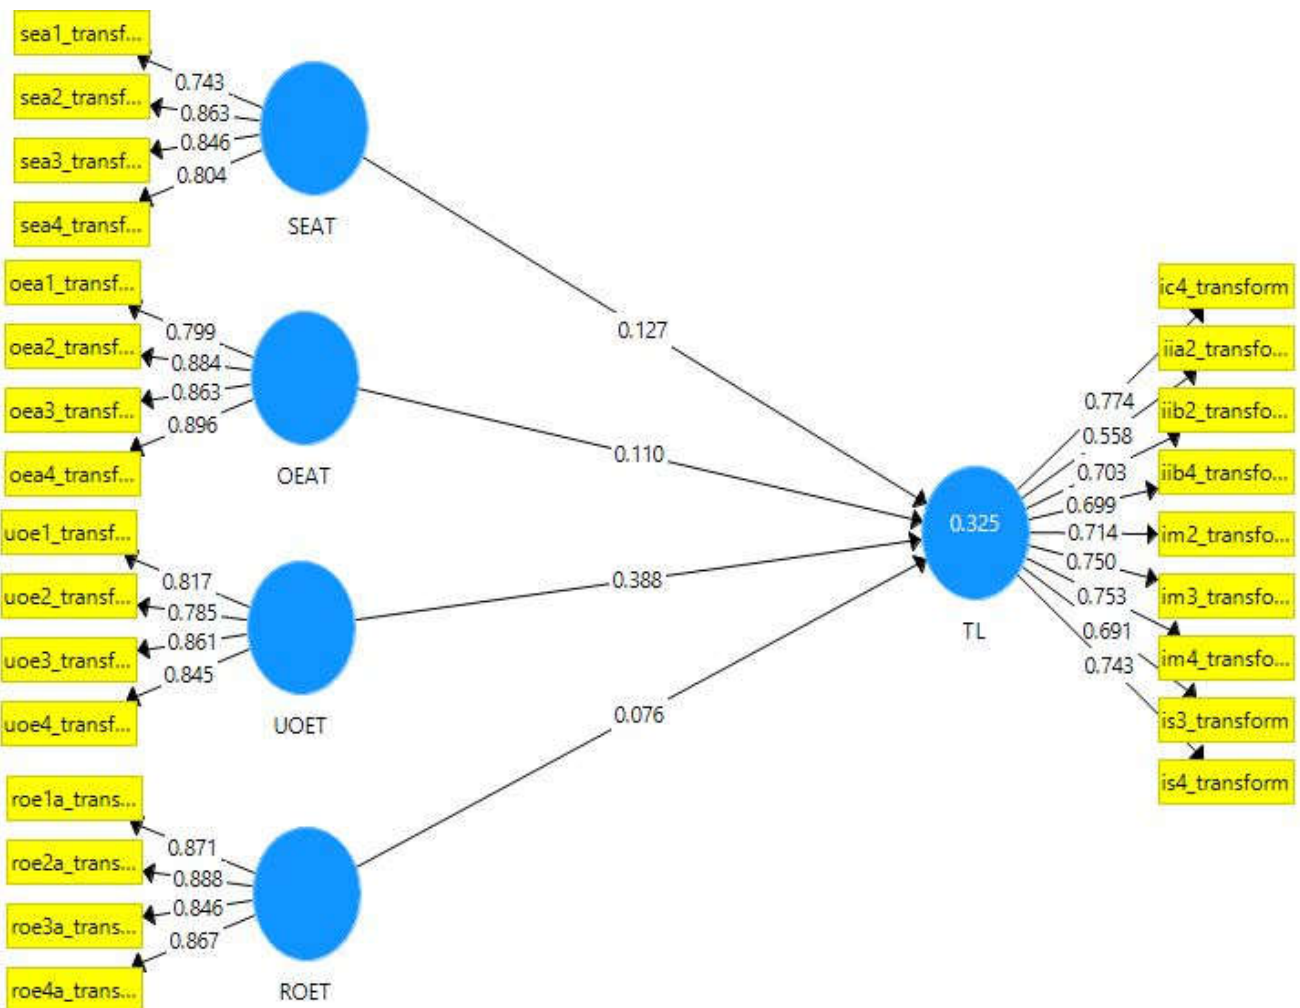 sea1_transf...
0.743
sea2_transf...
0.863
0.846
sea3_transf...
0.804
sea4_transf...
SEAT
oea1_transf...
0.799
oea2_transf...
0.884
0.863
oea3_transf...
0.896
oea4_transf...
OEAT
uoe1_transf...
0.817
uoe2_transf...
0.785
0.861
uoe3_transf...
0.845
uoe4_transf...
UOET
roe1a_trans...
0.871
roe2a_trans...
0.888
0.846
roe3a_trans...
0.867
roe4a_trans...
ROET
0.127
0.110
0.388
0.076
0.325
TL
0.774
0.558
0.703
0.699
0.714
0.750
0.753
0.691
0.743
ic4_transform
iia2_transfo...
iib2_transfo...
iib4_transfo...
im2_transfo...
im3_transfo...
im4_transfo...
is3_transform
is4_transform